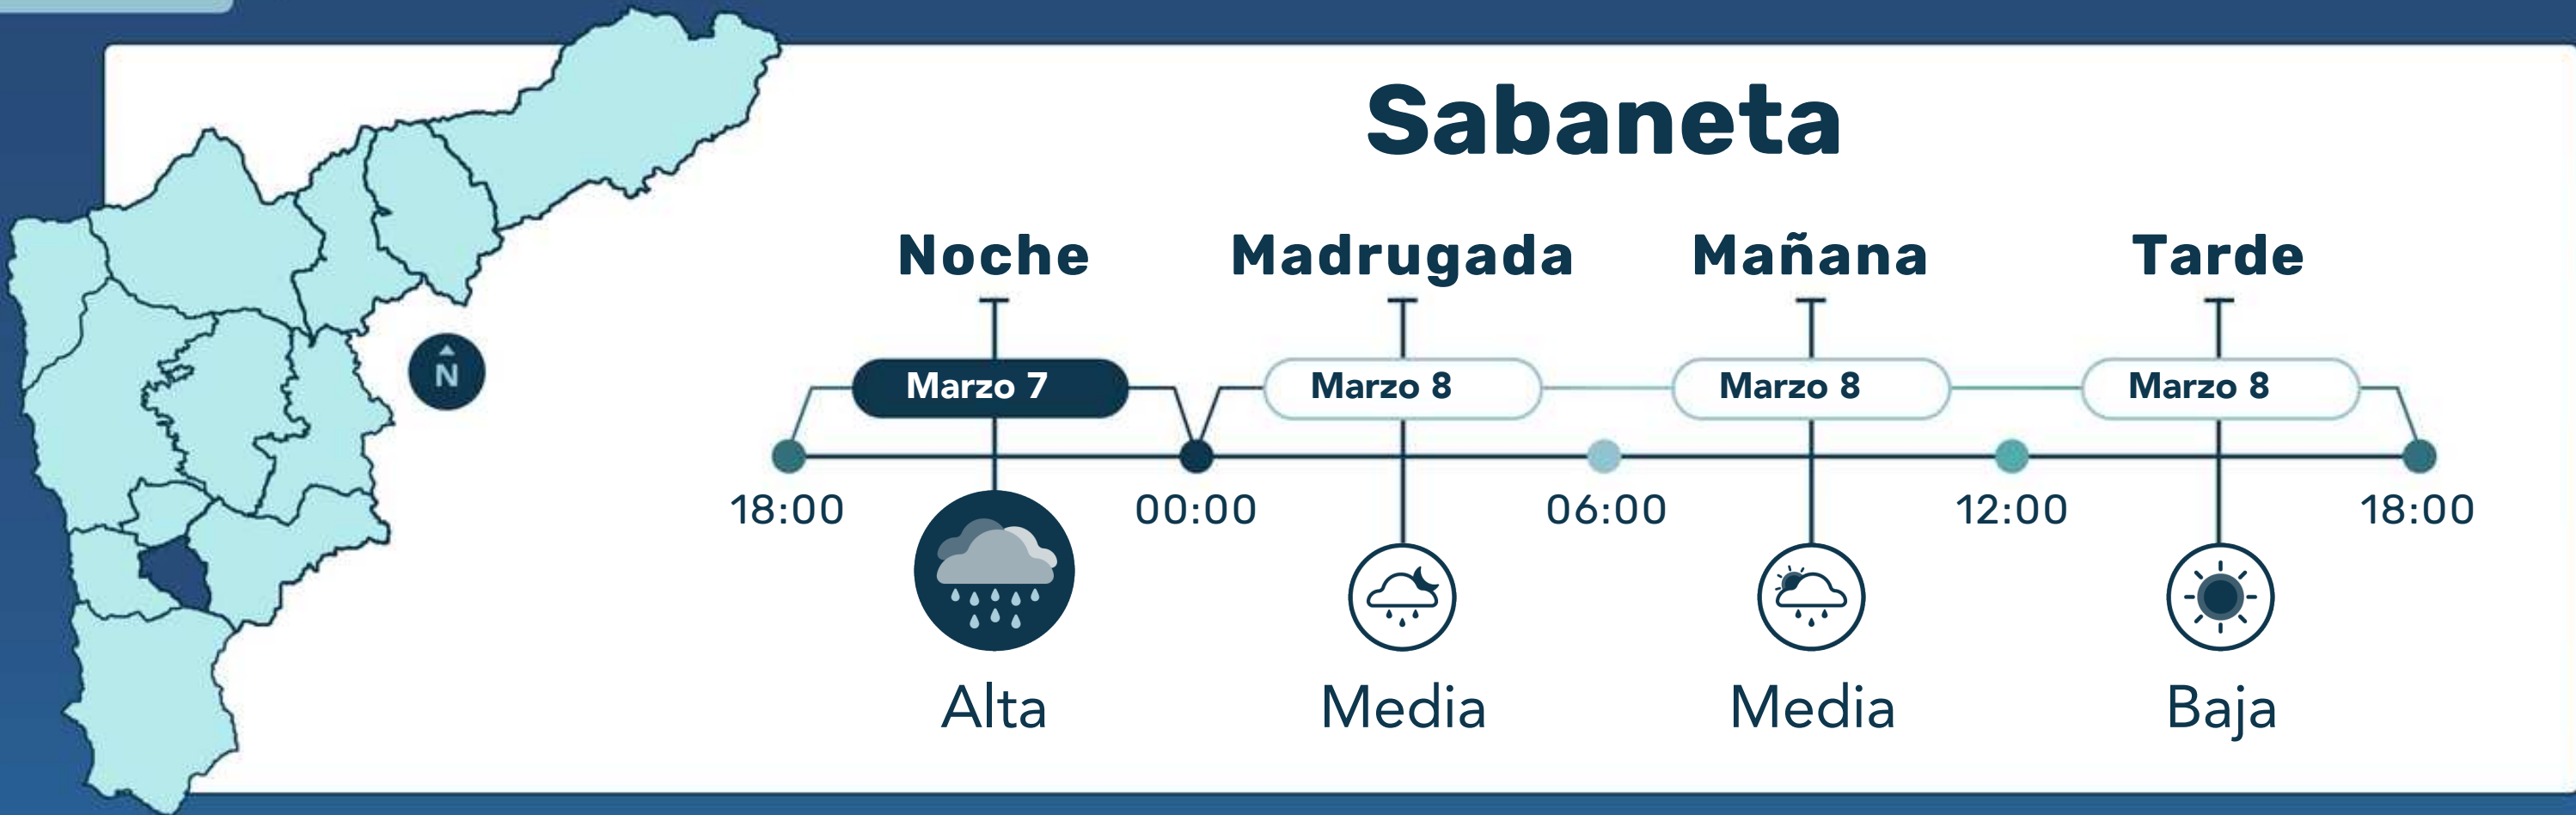 Sabaneta
Noche Madrugada Mañana Tarde
N
Marzo 7 Marzo 8 Marzo 8 Marzo 8
18:00 00:00 06:00 12:00 18:00
Alta Media Media Baja